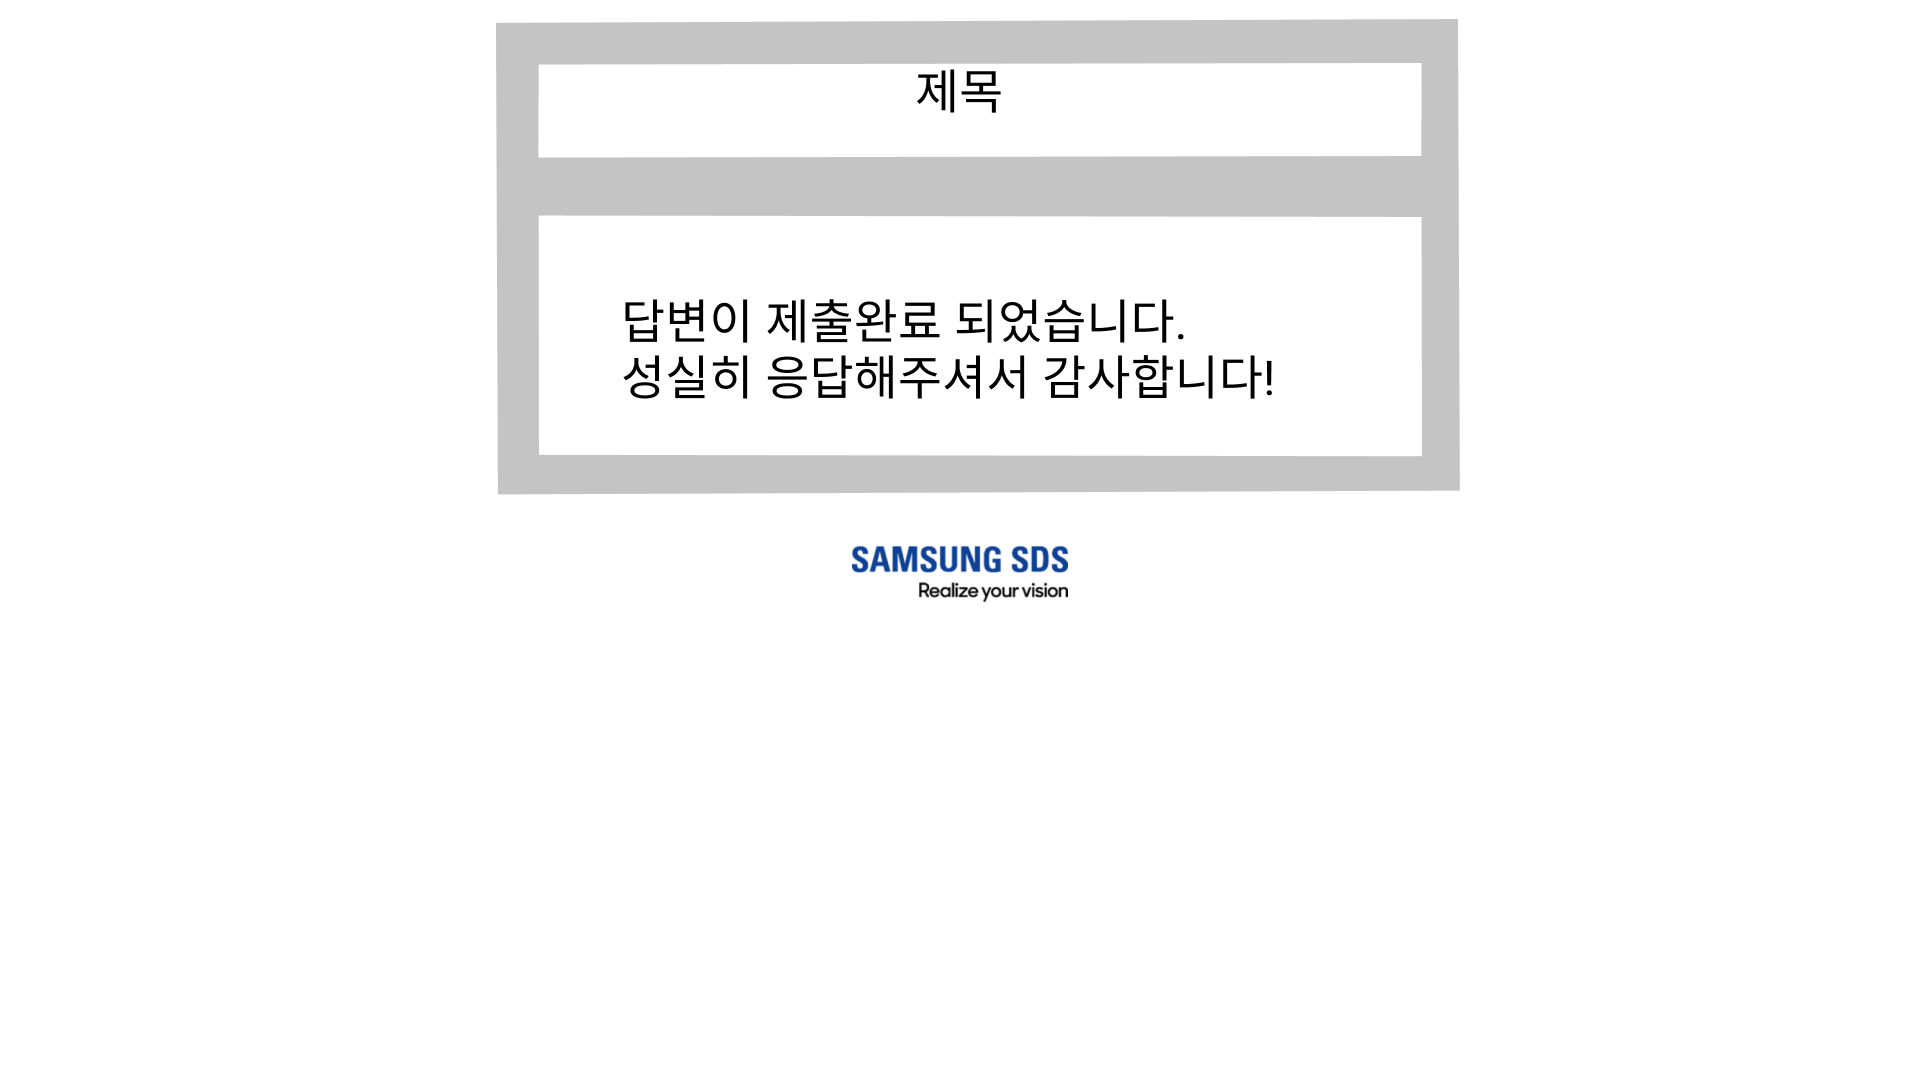 제목
답변이 제출완료 되었습니다.
성실히 응답해주셔서 감사합니다!
SAMSUNG SDS
Realize your vision